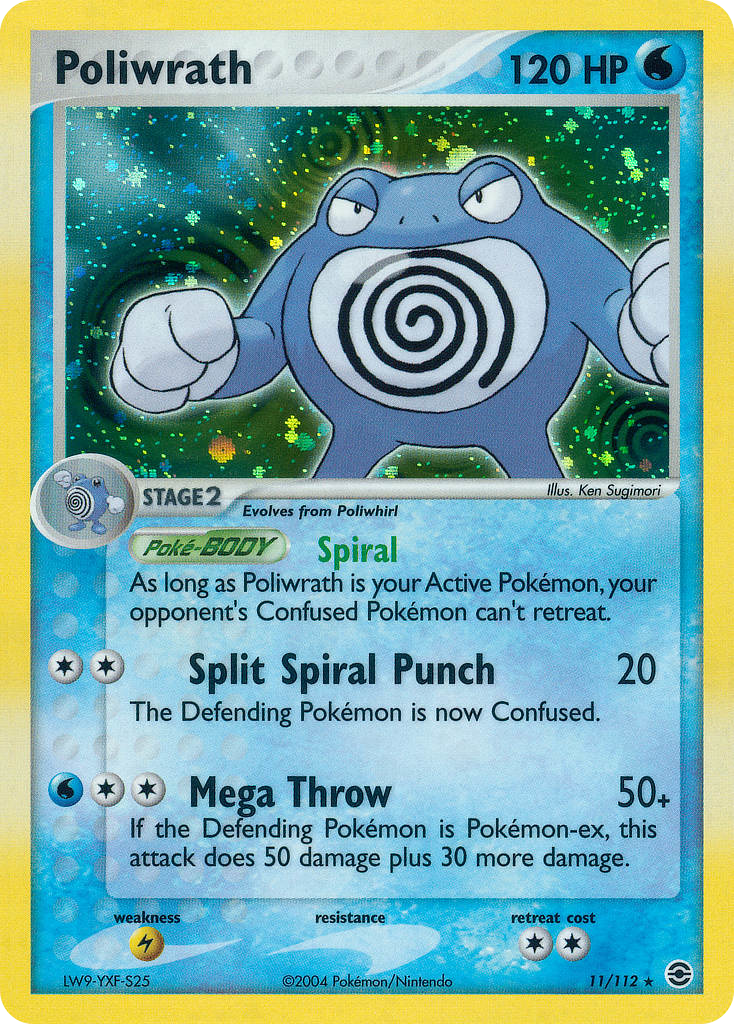 Poliwrath 120 HP
Illus. Ken Sugimori
STAGE 2
Evolves from Poliwhirl
Poké-BODY Spiral
As long as Poliwrath is your Active Pokémon, your
opponent's Confused Pokémon can't retreat.
Split Spiral Punch 20
The Defending Pokémon is now Confused.
Mega Throw 50+
If the Defending Pokémon is Pokémon-ex, this
attack does 50 damage plus 30 more damage.
weakness resistance retreat cost
LW9-YXF-S25 ©2004 Pokémon/Nintendo 11/112 ★